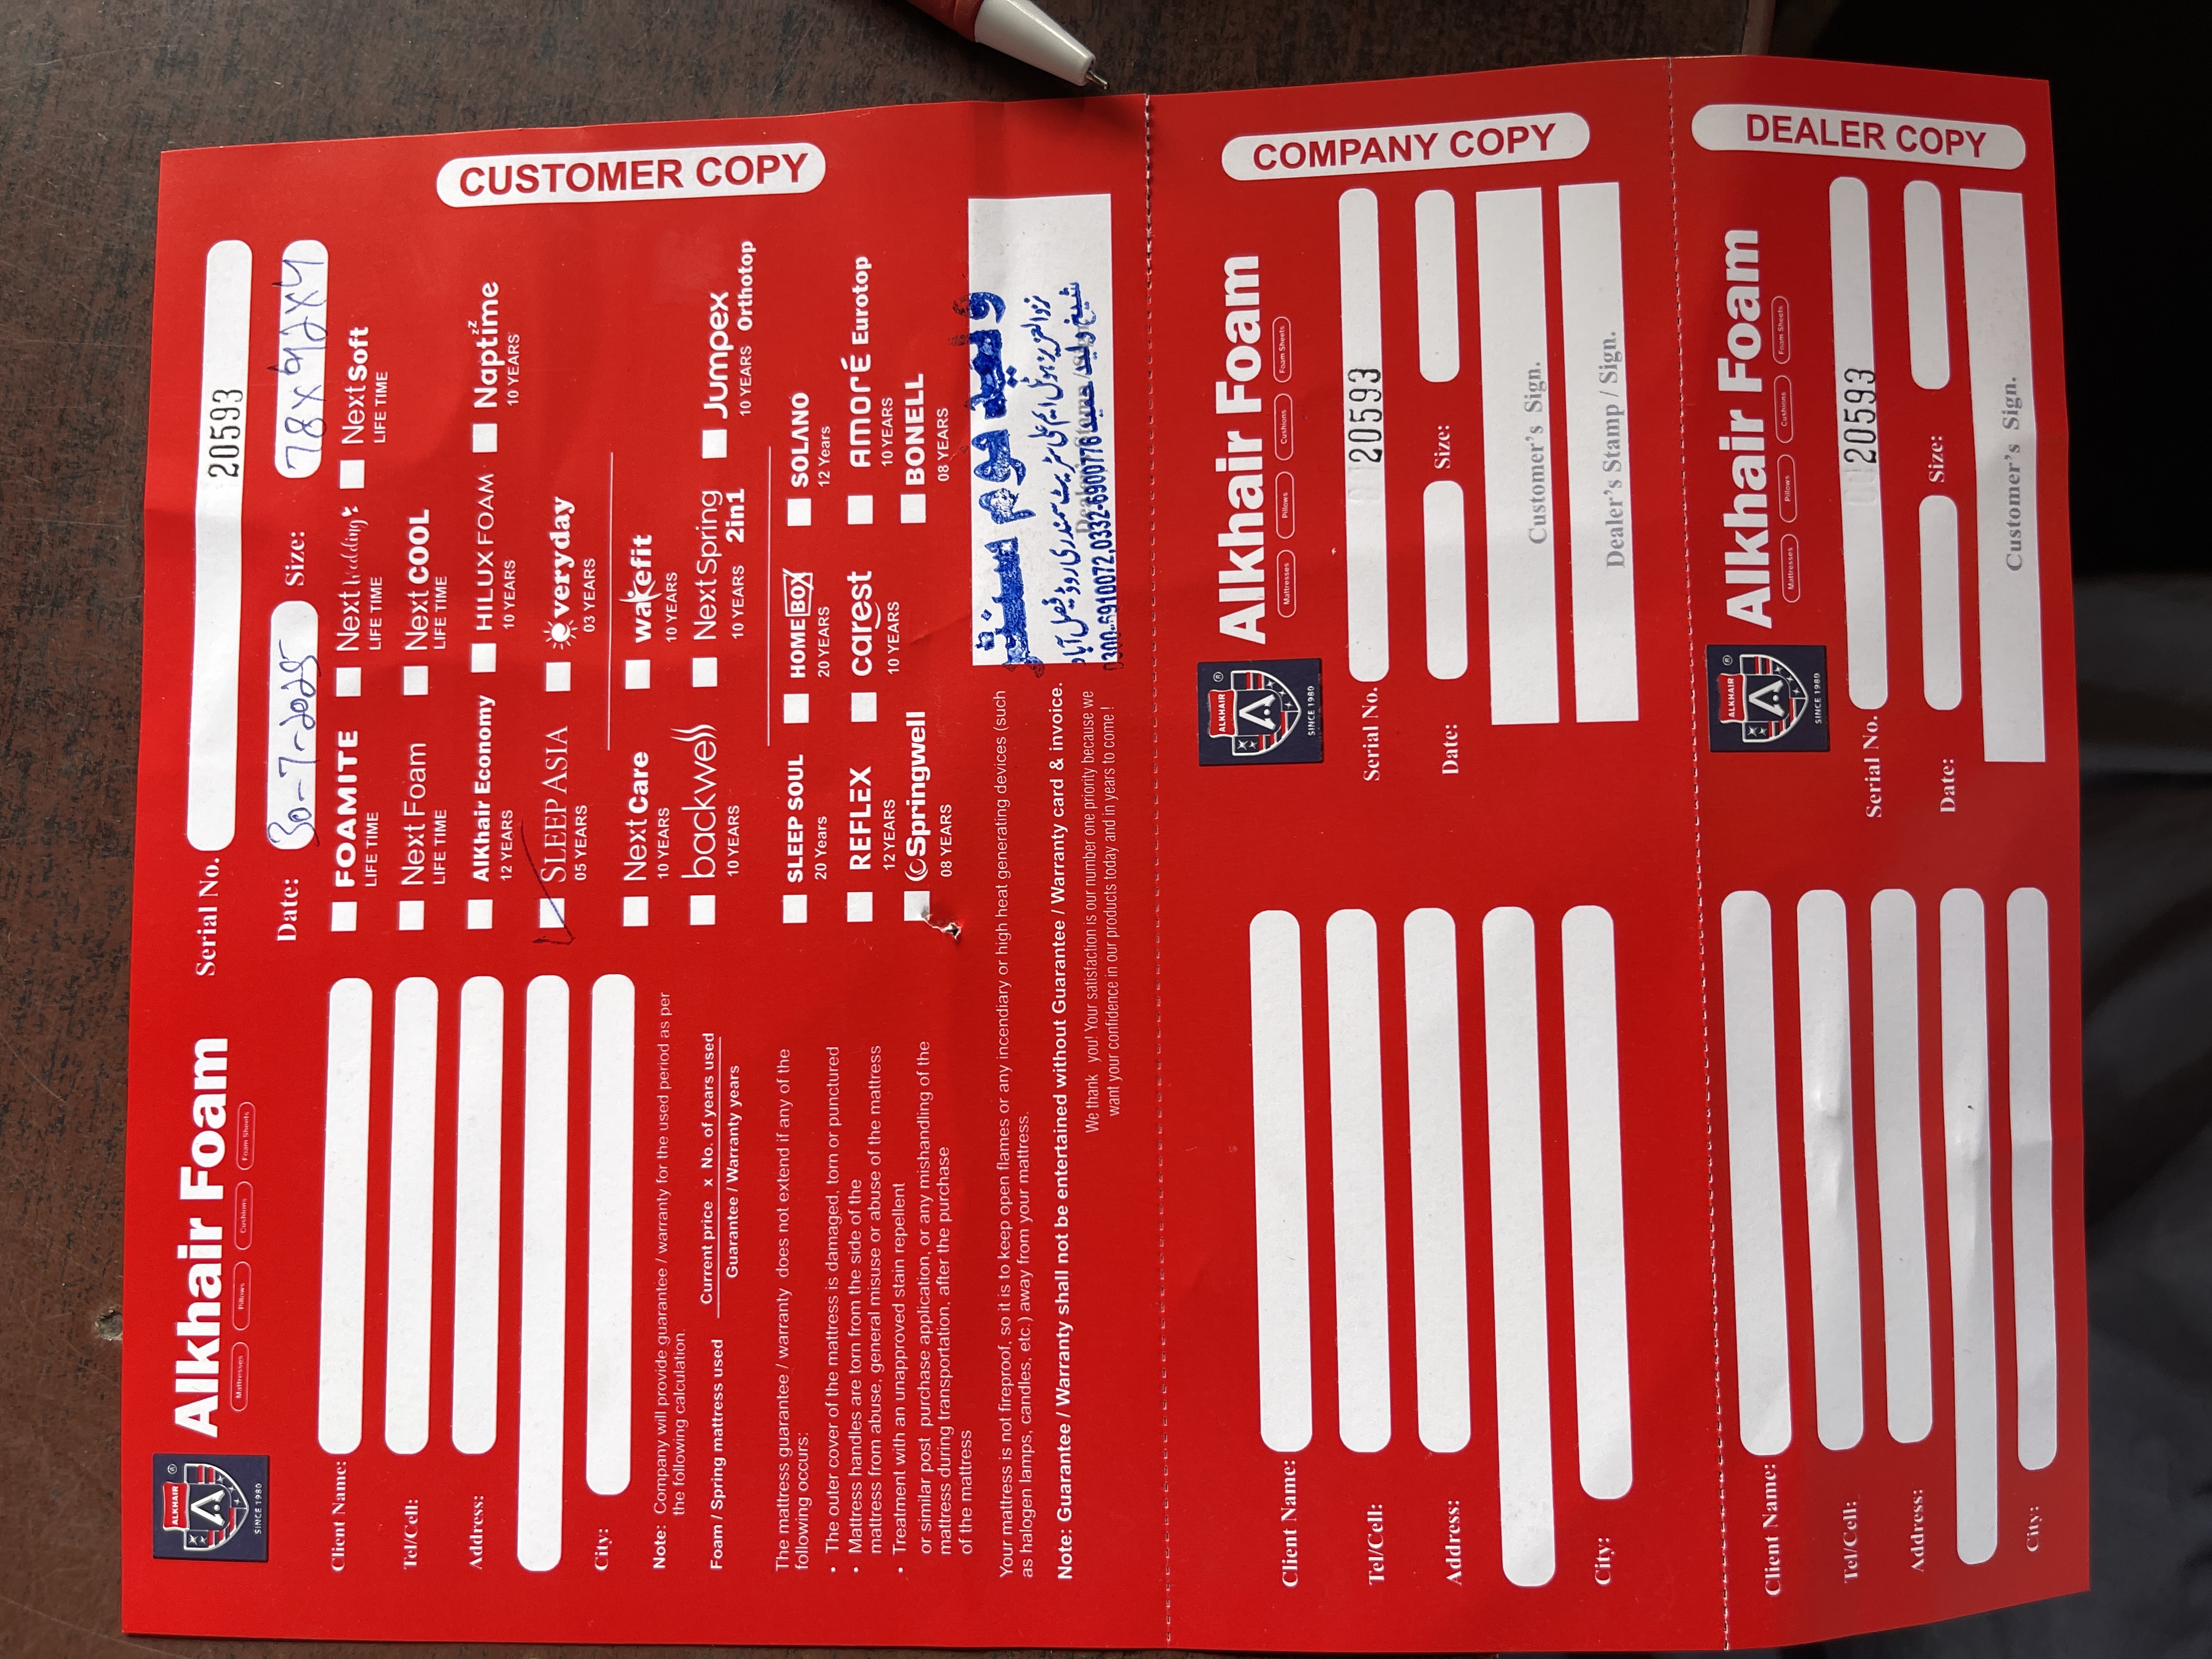 ALKHAIR
SINCE 1980
Alkhair Foam
Mattresses Pillows Cushions Foam Sheets
Serial No. 20593
CUSTOMER COPY
Date: 30-7-2025 Size: 78x42x4
Client Name:
Tel/Cell:
Address:
City:
FOAMITE
LIFE TIME
Next Wedding
LIFE TIME
Next Soft
LIFE TIME
Next Foam
LIFE TIME
Next COOL
LIFE TIME
AlKhair Economy
12 YEARS
HILUX FOAM
10 YEARS
Naptime zz
10 YEARS
SLEEP ASIA
05 YEARS
everyday
03 YEARS
Next Care
10 YEARS
wakefit
10 YEARS
backwell
10 YEARS
Next Spring
10 YEARS 2in1
Jumpex
10 YEARS Orthotop
SLEEP SOUL
20 Years
HOMEBOX
20 YEARS
SOLANO
12 Years
REFLEX
12 YEARS
carest
10 YEARS
AMORÉ Eurotop
10 YEARS
Springwell
08 YEARS
BONELL
08 YEARS
Note: Company will provide guarantee / warranty for the used period as per
the following calculation.
Foam / Spring mattress used Current price x No. of years used
Guarantee / Warranty years
The mattress guarantee / warranty does not extend if any of the
following occurs:
• The outer cover of the mattress is damaged, torn or punctured
• Mattress handles are torn from the side of the
mattress from abuse, general misuse or abuse of the mattress
• Treatment with an unapproved stain repellent
or similar post purchase application, or any mishandling of the
mattress during transportation, after the purchase
of the mattress
Your mattress is not fireproof, so it is to keep open flames or any incendiary or high heat generating devices (such
as halogen lamps, candles, etc.) away from your mattress.
Note: Guarantee / Warranty shall not be entertained without Guarantee / Warranty card & invoice.
We thank you! Your satisfaction is our number one priority because we
want your confidence in our products today and in years to come !
فوم سنٹر
سمندری روڈ فیصل آباد
شیخ ولید
0300-5910072,0332-6900776
ALKHAIR
SINCE 1980
Alkhair Foam
Mattresses Pillows Cushions Foam Sheets
COMPANY COPY
Serial No. 20593
Date: Size:
Customer's Sign.
Dealer's Stamp / Sign.
Client Name:
Tel/Cell:
Address:
City:
ALKHAIR
SINCE 1980
Alkhair Foam
Mattresses Pillows Cushions Foam Sheets
DEALER COPY
Serial No. 20593
Date: Size:
Customer's Sign.
Client Name:
Tel/Cell:
Address:
City: